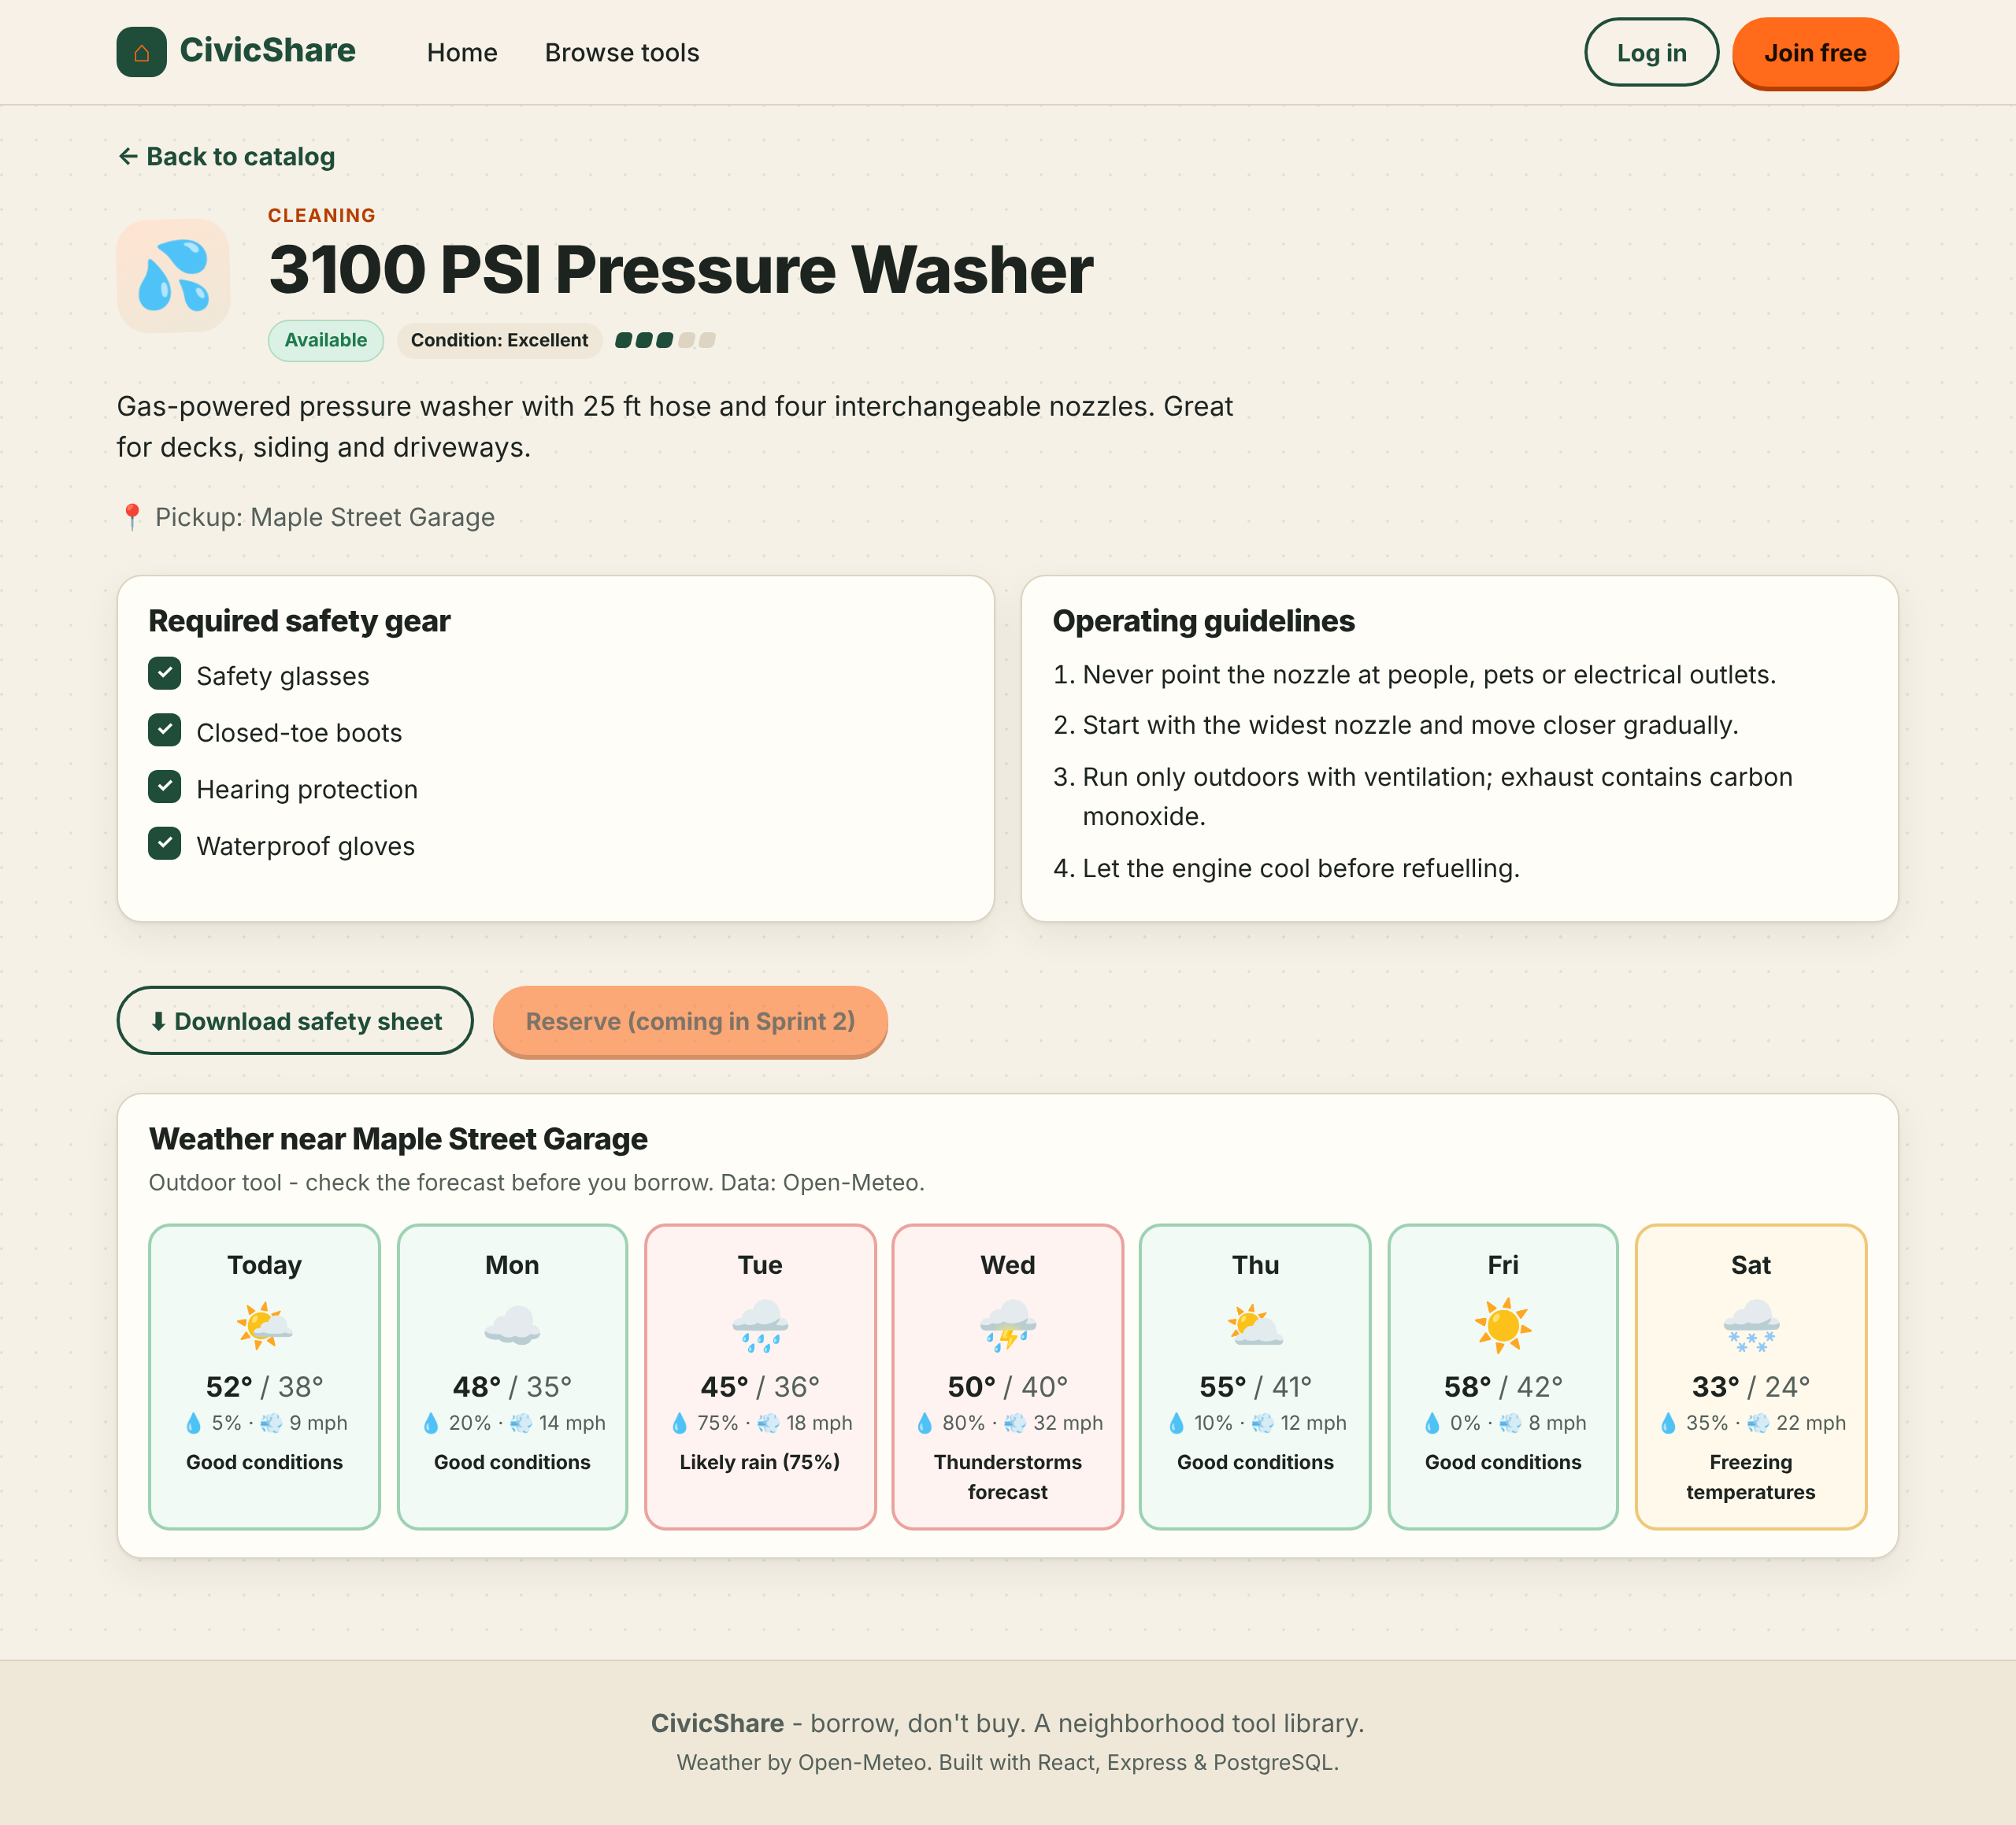 CivicShare
Home
Browse tools
Log in
Join free
← Back to catalog
CLEANING
3100 PSI Pressure Washer
Available
Condition: Excellent
Gas-powered pressure washer with 25 ft hose and four interchangeable nozzles. Great
for decks, siding and driveways.
Pickup: Maple Street Garage
Required safety gear
Safety glasses
Closed-toe boots
Hearing protection
Waterproof gloves
Operating guidelines
1. Never point the nozzle at people, pets or electrical outlets.
2. Start with the widest nozzle and move closer gradually.
3. Run only outdoors with ventilation; exhaust contains carbon
monoxide.
4. Let the engine cool before refuelling.
⬇ Download safety sheet
Reserve (coming in Sprint 2)
Weather near Maple Street Garage
Outdoor tool - check the forecast before you borrow. Data: Open-Meteo.
Today
52° / 38°
💧 5% · 💨 9 mph
Good conditions
Mon
48° / 35°
💧 20% · 💨 14 mph
Good conditions
Tue
45° / 36°
💧 75% · 💨 18 mph
Likely rain (75%)
Wed
50° / 40°
💧 80% · 💨 32 mph
Thunderstorms
forecast
Thu
55° / 41°
💧 10% · 💨 12 mph
Good conditions
Fri
58° / 42°
💧 0% · 💨 8 mph
Good conditions
Sat
33° / 24°
💧 35% · 💨 22 mph
Freezing
temperatures
CivicShare - borrow, don't buy. A neighborhood tool library.
Weather by Open-Meteo. Built with React, Express & PostgreSQL.